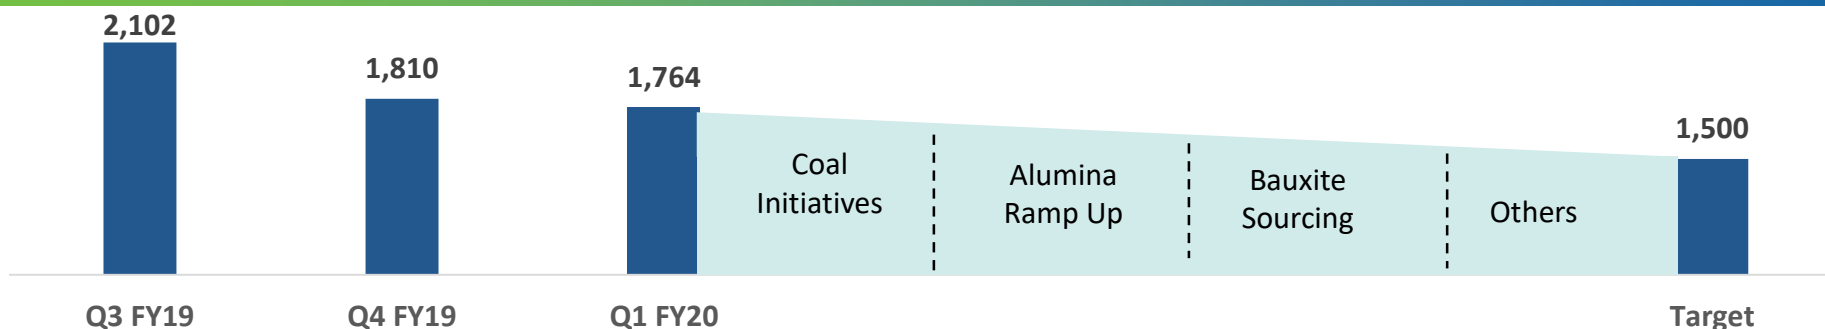 2,102
1,810
1,764
1,500
Coal
Initiatives
Alumina
Ramp Up
Bauxite
Sourcing
Others
Q3 FY19
Q4 FY19
Q1 FY20
Target